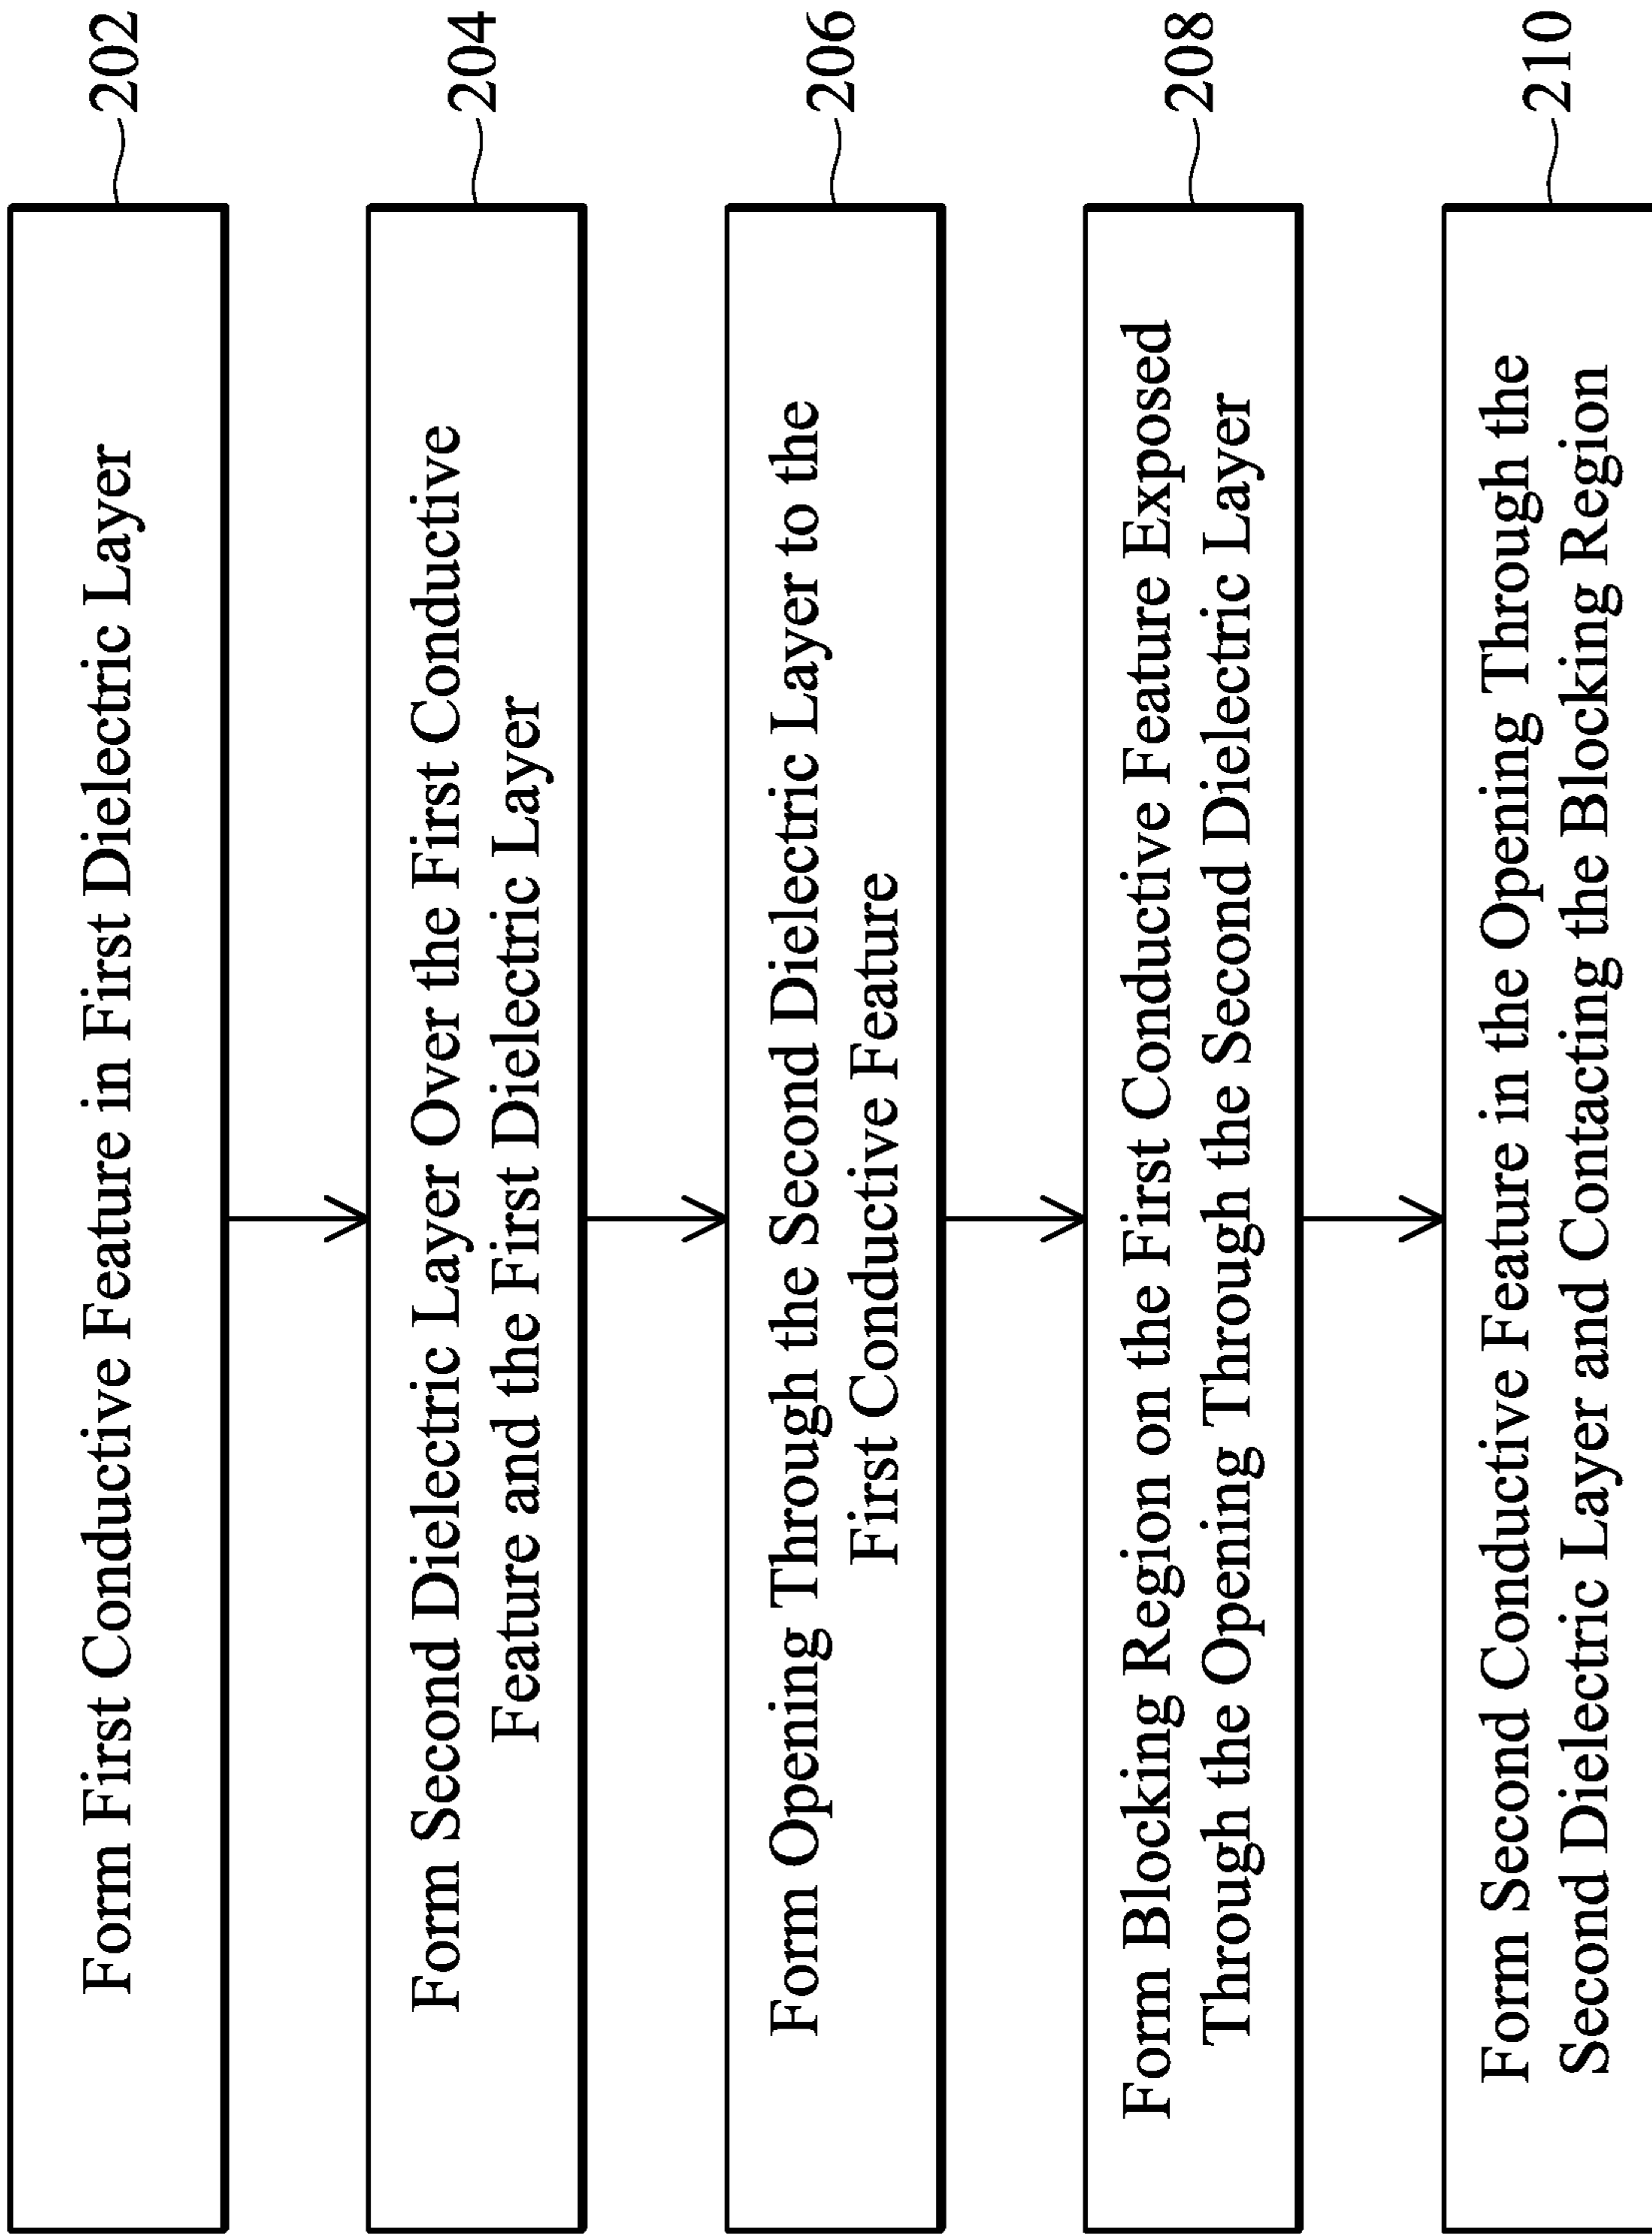 Form First Conductive Feature in First Dielectric Layer
202
Form Second Dielectric Layer Over the First Conductive
Feature and the First Dielectric Layer
204
Form Opening Through the Second Dielectric Layer to the
First Conductive Feature
206
Form Blocking Region on the First Conductive Feature Exposed
Through the Opening Through the Second Dielectric Layer
208
Form Second Conductive Feature in the Opening Through the
Second Dielectric Layer and Contacting the Blocking Region
210